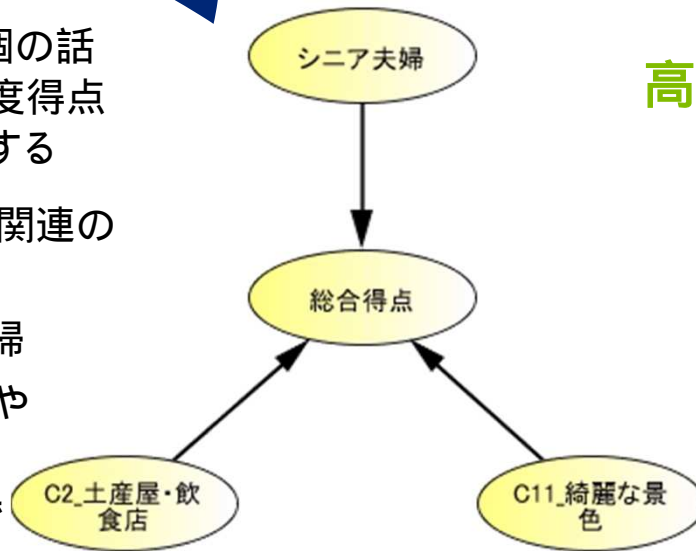 個の話
度得点
する
関連の
帰
や
シニア夫婦
高
総合得点
C2_土産屋・飲
食店
C11_綺麗な景
色